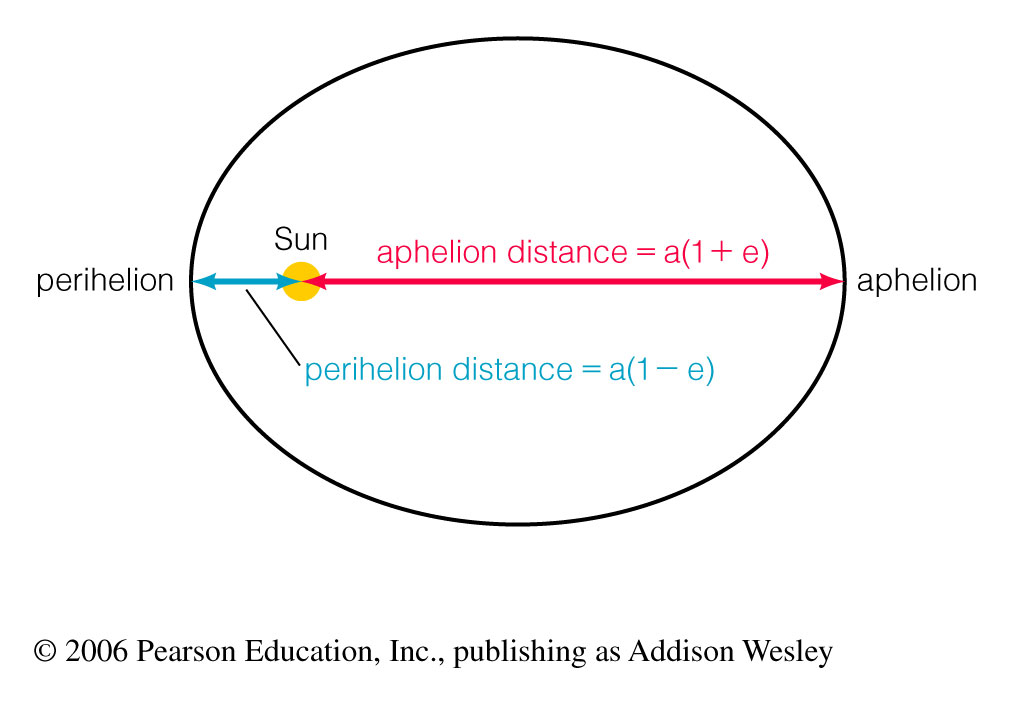 Sun
aphelion distance = a(1+ e)
perihelion
aphelion
perihelion distance = a(1− e)
© 2006 Pearson Education, Inc., publishing as Addison Wesley